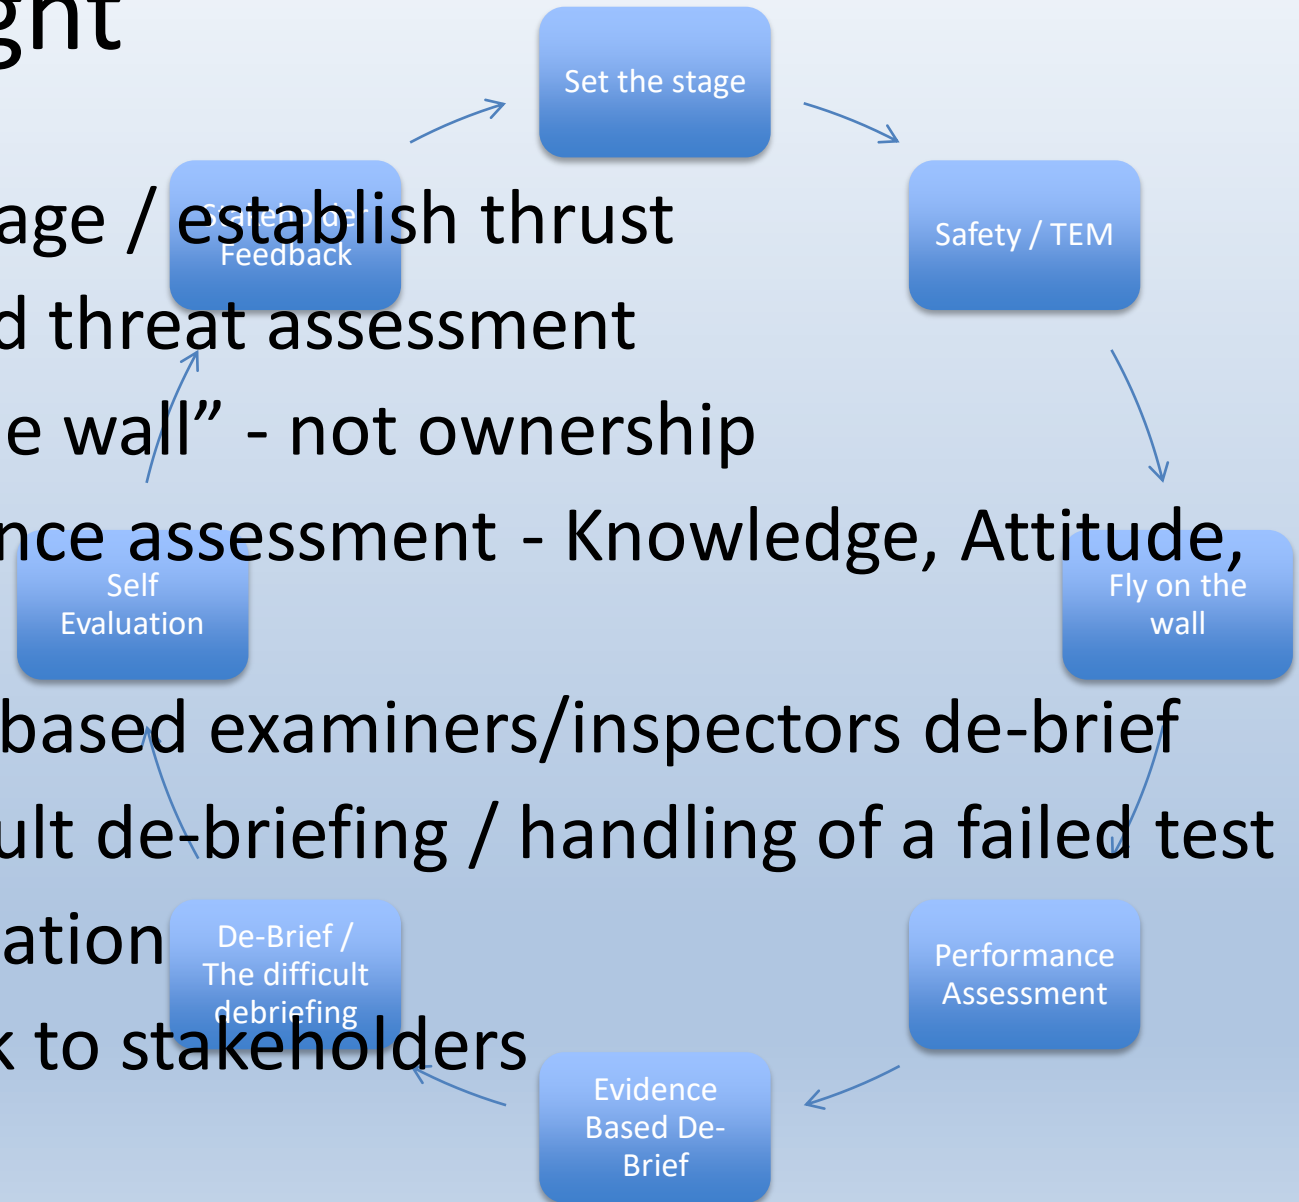 ght
Set the stage
age / establish thrust
Stakeholder
Feedback
Safety / TEM
d threat assessment
e wall” - not ownership
nce assessment - Knowledge, Attitude,
Self
Evaluation
Fly on the
wall
based examiners/inspectors de-brief
ult de-briefing / handling of a failed test
ation
De-Brief /
The difficult
debriefing
Performance
Assessment
k to stakeholders
Evidence
Based De-
Brief